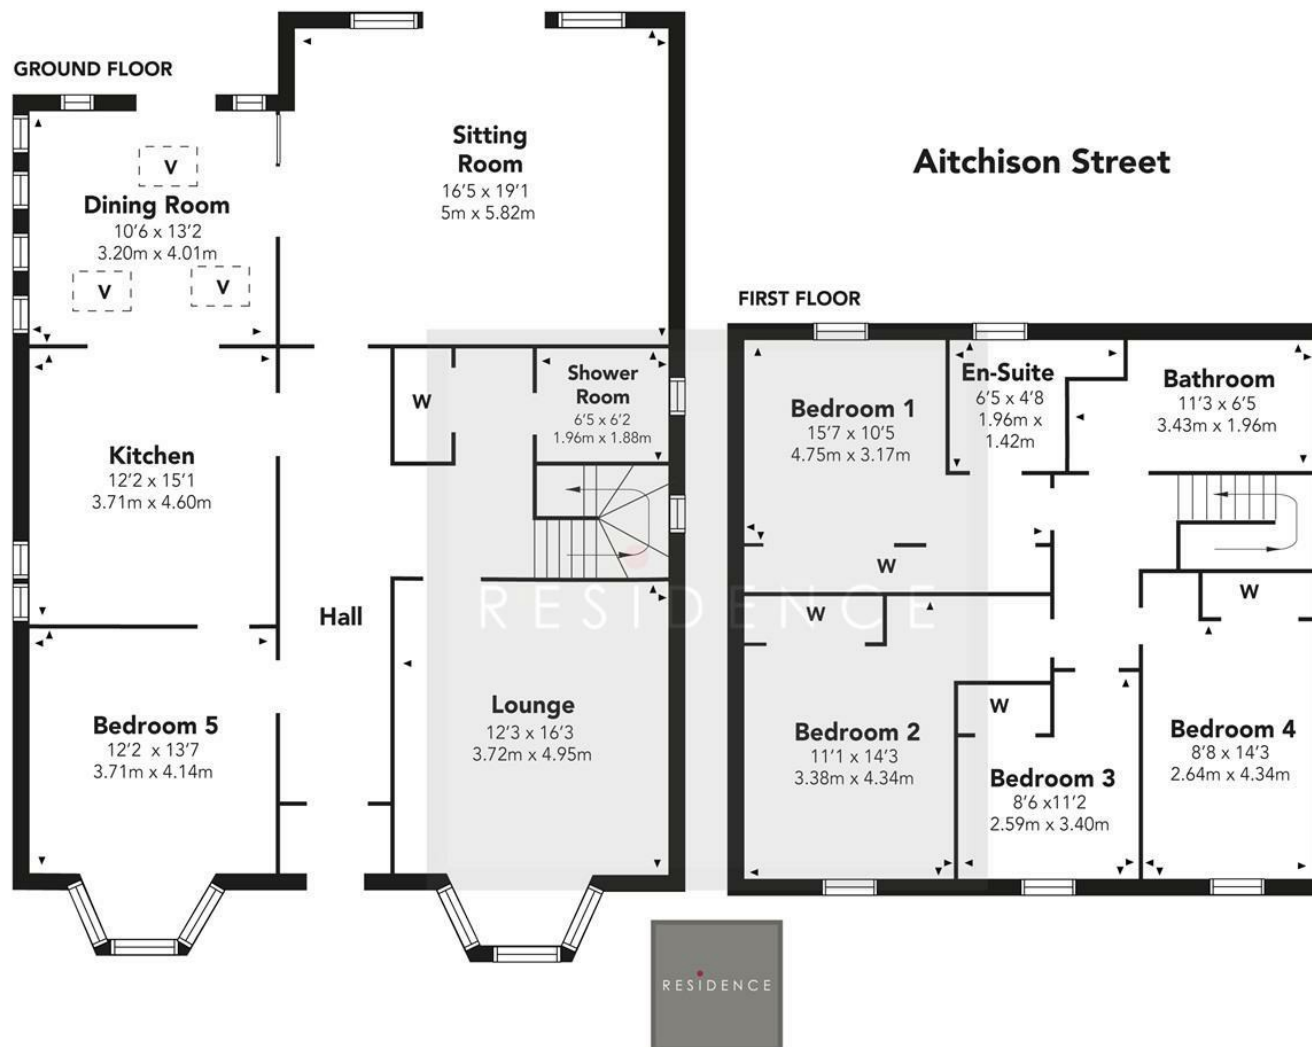 GROUND FLOOR
Sitting
Room
16'5 x 19'1
5m x 5.82m
Aitchison Street
V
Dining Room
10'6 x 13'2
3.20m x 4.01m
V
V
FIRST FLOOR
W
Shower
Room
6'5 x 6'2
1.96m x 1.88m
Kitchen
12'2 x 15'1
3.71m x 4.60m
Bedroom 1
15'7 x 10'5
4.75m x 3.17m
En-Suite
6'5 x 4'8
1.96m x
1.42m
Bathroom
11'3 x 6'5
3.43m x 1.96m
W
W
W
Hall
RESIDENCE
Lounge
12'3 x 16'3
3.72m x 4.95m
Bedroom 5
12'2 x 13'7
3.71m x 4.14m
Bedroom 2
11'1 x 14'3
3.38m x 4.34m
W
Bedroom 3
8'6 x11'2
2.59m x 3.40m
Bedroom 4
8'8 x 14'3
2.64m x 4.34m
RESIDENCE